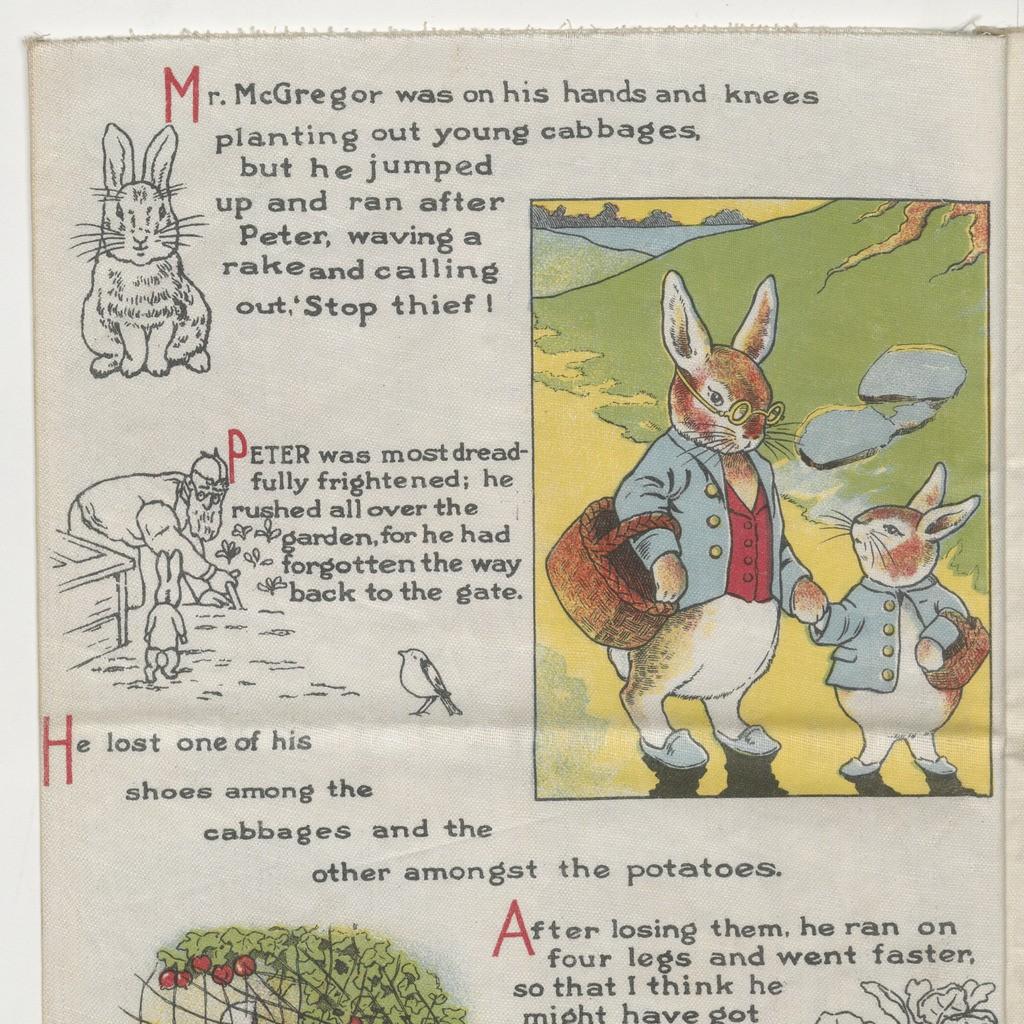 Mr. McGregor was on his hands and knees
planting out young cabbages,
but he jumped
up and ran after
Peter, waving a
rake and calling
out, 'Stop thief!
PETER was most dread-
fully frightened; he
rushed all over the
garden, for he had
forgotten the way
back to the gate.
He lost one of his
shoes among the
cabbages and the
other amongst the potatoes.
After losing them, he ran on
four legs and went faster,
so that I think he
might have got